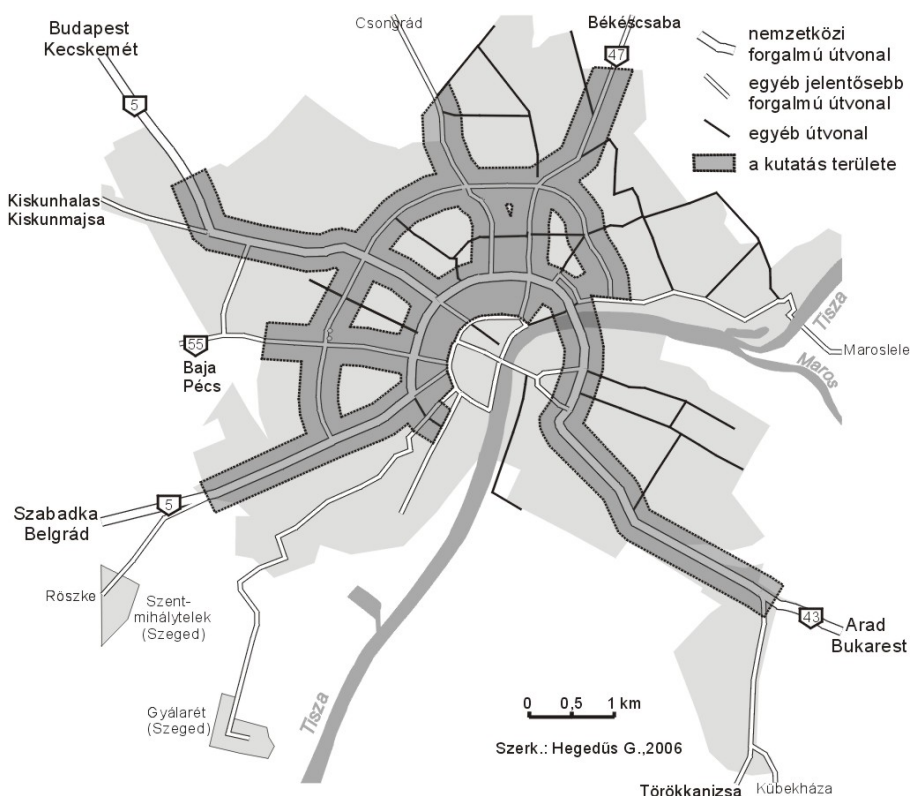 Budapest
Kecskemét
Csongrád
Békéscsaba
nemzetközi
forgalmú útvonal
egyéb jelentősebb
forgalmú útvonal
egyéb útvonal
a kutatás területe
47
5
Kiskunhalas
Kiskunmajsa
55
Baja
Pécs
Tisza
Maros
Maroslele
5
Szabadka
Belgrád
Röszke
Szent-
mihálytelek
(Szeged)
Gyálarét
(Szeged)
Tisza
43
Arad
Bukarest
0 0,5 1 km
Szerk.: Hegedűs G.,2006
Törökkanizsa
Kübekháza